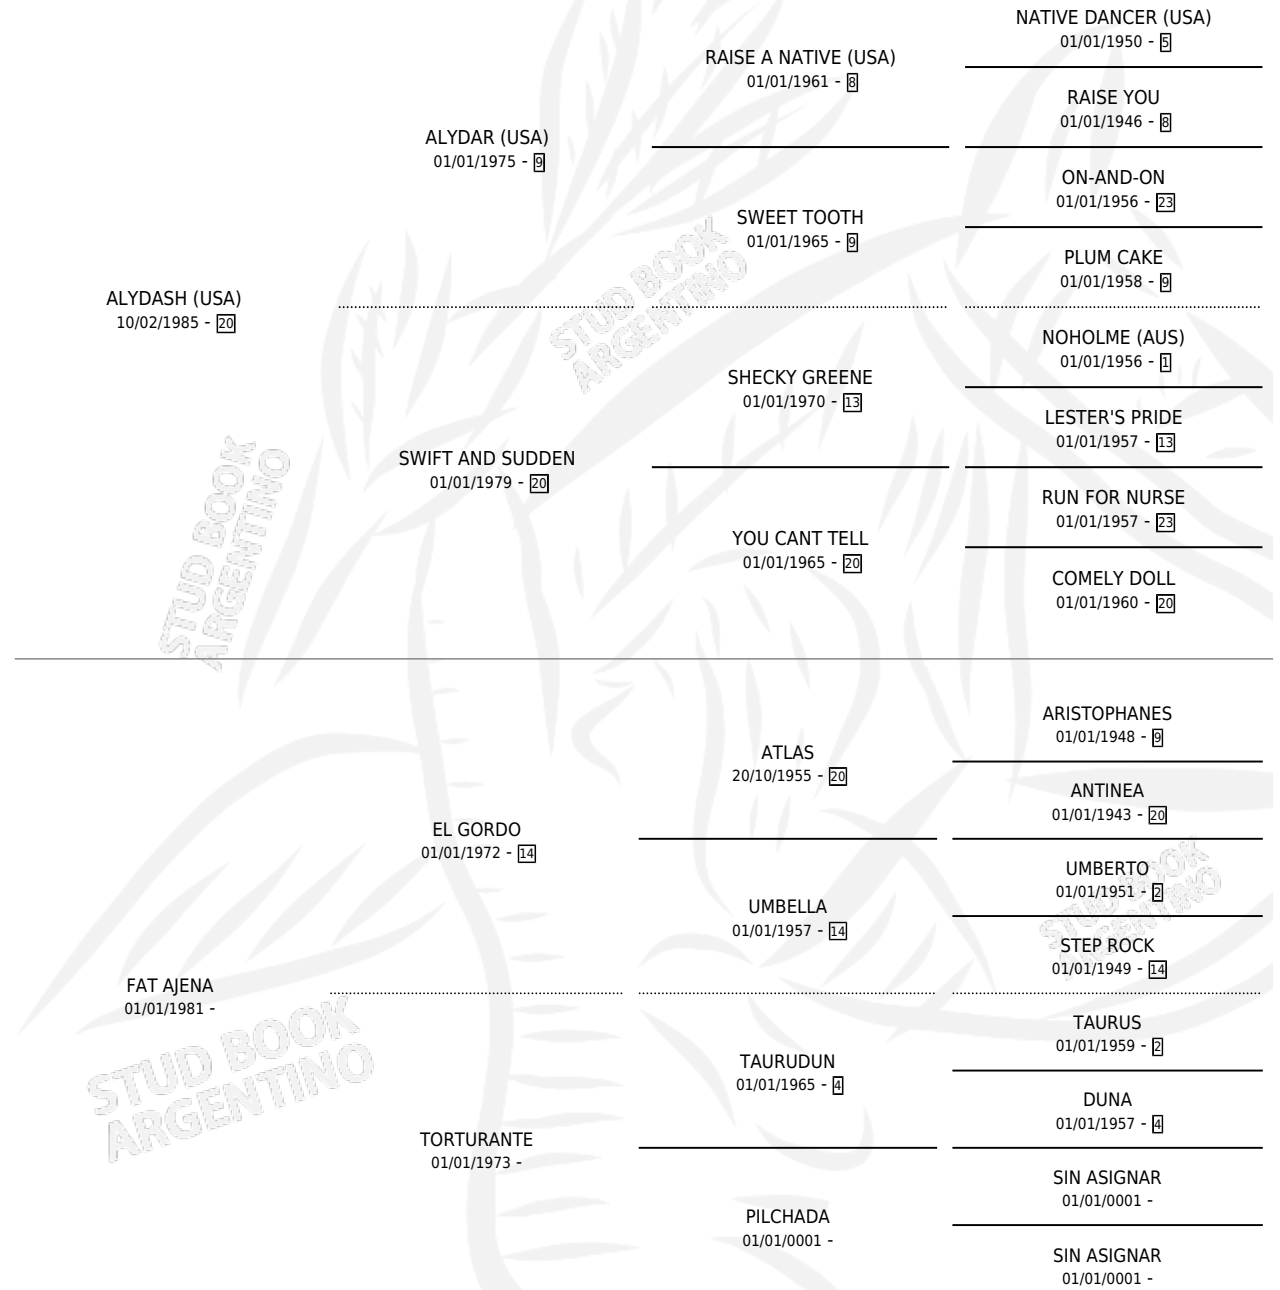 NATIVE DANCER (USA)
01/01/1950 - 5
RAISE A NATIVE (USA)
01/01/1961 - 8
RAISE YOU
01/01/1946 - 8
ALYDAR (USA)
01/01/1975 - 9
ON-AND-ON
01/01/1956 - 23
SWEET TOOTH
01/01/1965 - 9
PLUM CAKE
01/01/1958 - 9
ALYDASH (USA)
10/02/1985 - 20
NOHOLME (AUS)
01/01/1956 - 1
SHECKY GREENE
01/01/1970 - 13
LESTER'S PRIDE
01/01/1957 - 13
SWIFT AND SUDDEN
01/01/1979 - 20
RUN FOR NURSE
01/01/1957 - 23
YOU CANT TELL
01/01/1965 - 20
COMELY DOLL
01/01/1960 - 20
ARISTOPHANES
01/01/1948 - 9
ATLAS
20/10/1955 - 20
ANTINEA
01/01/1943 - 20
EL GORDO
01/01/1972 - 14
UMBERTO
01/01/1951 - 2
UMBELLA
01/01/1957 - 14
STEP ROCK
01/01/1949 - 14
FAT AJENA
01/01/1981 -
TAURUS
01/01/1959 - 2
TAURUDUN
01/01/1965 - 4
DUNA
01/01/1957 - 4
TORTURANTE
01/01/1973 -
SIN ASIGNAR
01/01/0001 -
PILCHADA
01/01/0001 -
SIN ASIGNAR
01/01/0001 -
STUD BOOK
ARGENTINO
STUD BOOK
ARGENTINO
STUD BOOK
ARGENTINO
STUD BOOK
ARGENTINO